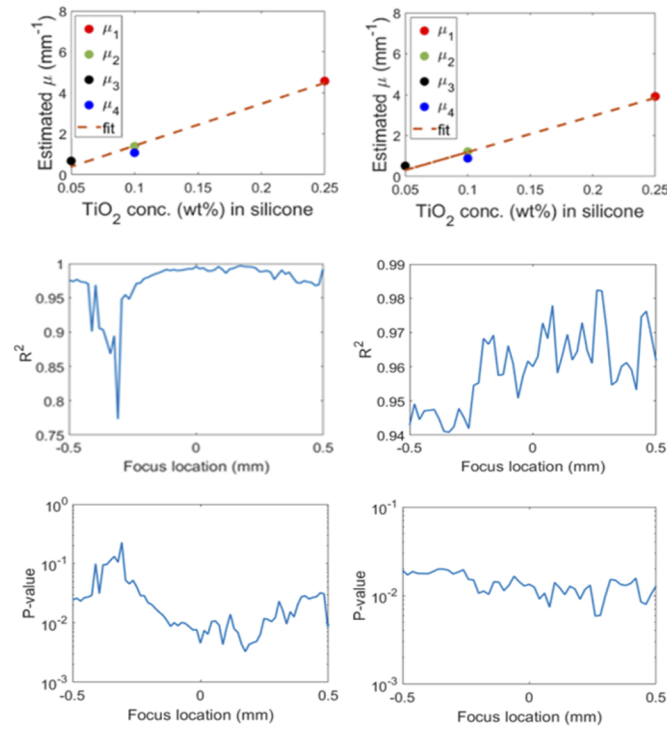 Estimated μ (mm⁻¹)
8
6
4
2
0
μ₁
μ₂
μ₃
μ₄
fit
0.05
0.1
0.15
0.2
0.25
TiO₂ conc. (wt%) in silicone
Estimated μ (mm⁻¹)
8
6
4
2
0
μ₁
μ₂
μ₃
μ₄
fit
0.05
0.1
0.15
0.2
0.25
TiO₂ conc. (wt%) in silicone
R²
1
0.95
0.9
0.85
0.8
0.75
-0.5
0
0.5
Focus location (mm)
R²
0.99
0.98
0.97
0.96
0.95
0.94
-0.5
0
0.5
Focus location (mm)
P-value
10⁰
10⁻¹
10⁻²
10⁻³
-0.5
0
0.5
Focus location (mm)
P-value
10⁻¹
10⁻²
10⁻³
-0.5
0
0.5
Focus location (mm)